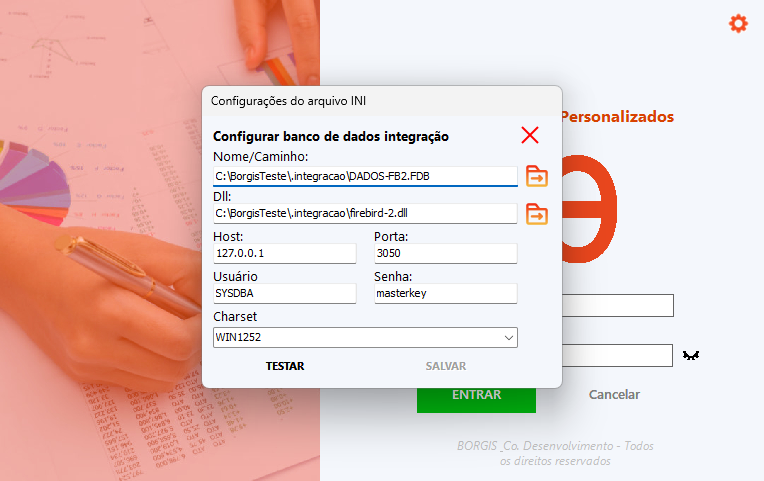 Configurações do arquivo INI
Personalizados
Configurar banco de dados integração
Nome/Caminho:
C:\BorgisTeste\.integracao\DADOS-FB2.FDB
Dll:
C:\BorgisTeste\.integracao\firebird-2.dll
Host: Porta:
127.0.0.1 3050
Usuário Senha:
SYSDBA masterkey
Charset
WIN1252
TESTAR SALVAR
ENTRAR Cancelar
BORGIS _Co. Desenvolvimento - Todos
os direitos reservados